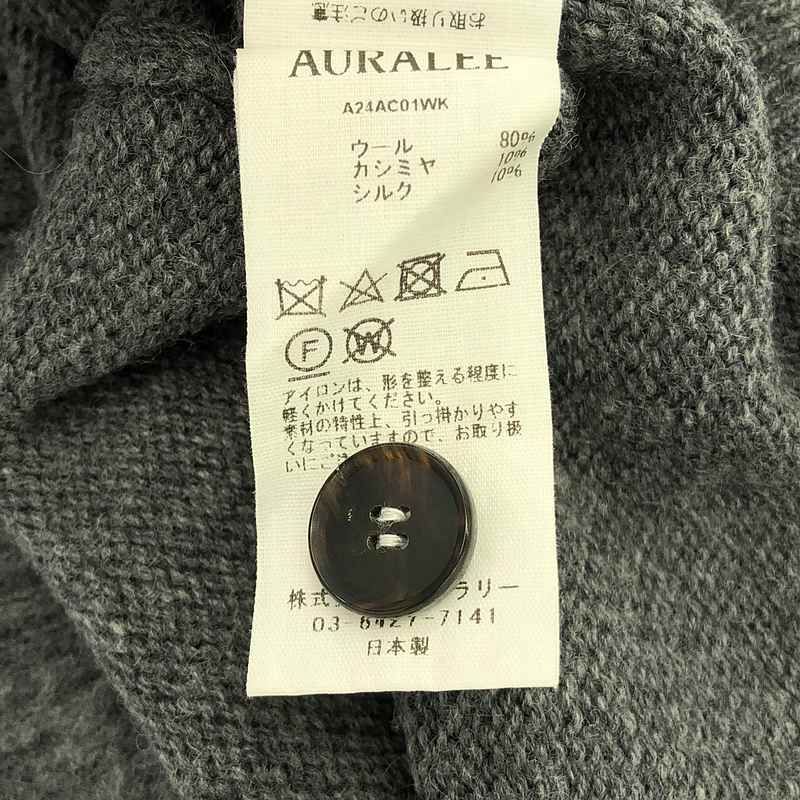 お取り扱いのご注意
AURALEE
A24AC01WK
ウール 80%
カシミヤ 10%
シルク 10%
F
W
アイロンは、形を整える程度に
軽くかけてください。
素材の特性上、引っ掛かりやす
くなっていますので、お取り扱
いにご
株式 ラリー
03-6427-7141
日本製